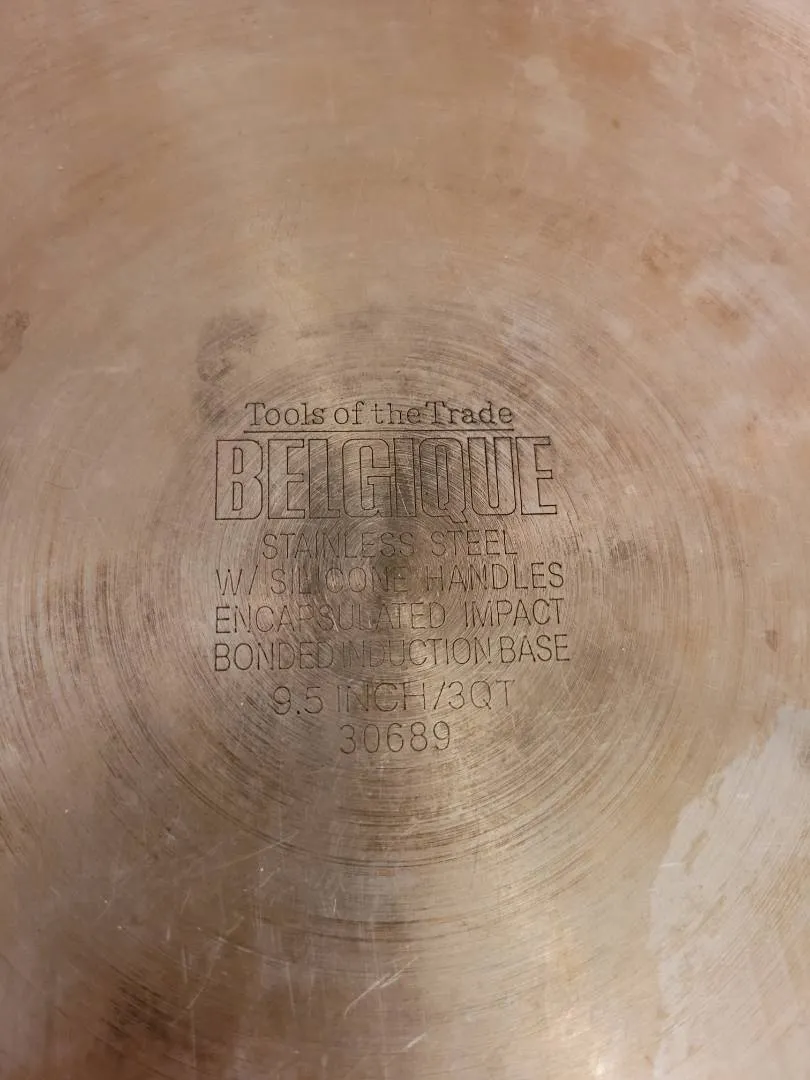 Tools of the Trade
BELGIQUE
STAINLESS STEEL
W/ SILICONE HANDLES
ENCAPSULATED IMPACT
BONDED INDUCTION BASE
9.5 INCH/3QT
30689